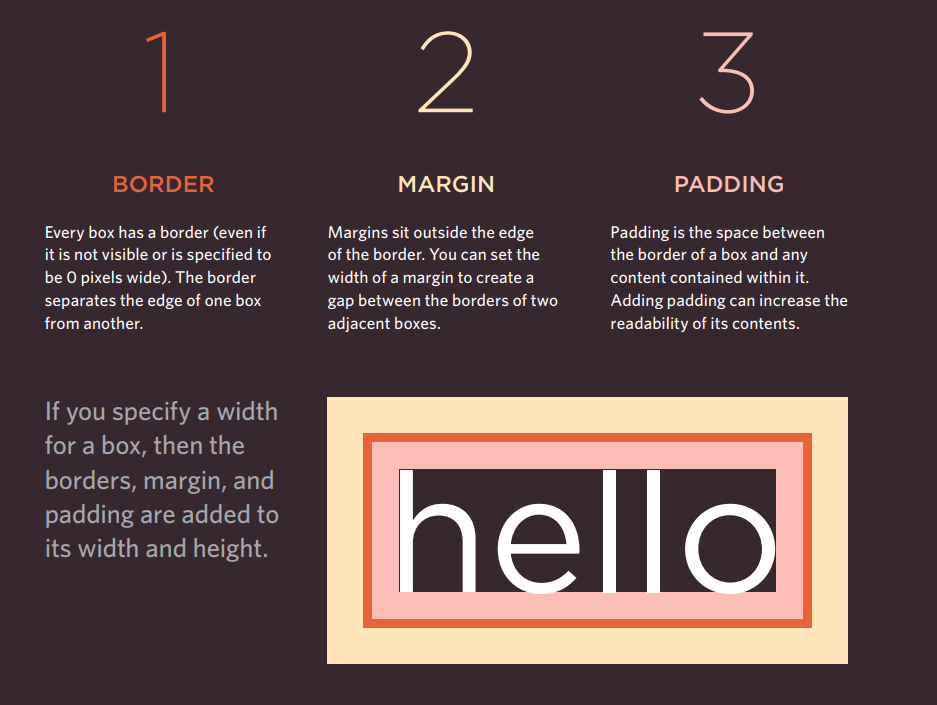 1
BORDER
Every box has a border (even if
it is not visible or is specified to
be 0 pixels wide). The border
separates the edge of one box
from another.
2
MARGIN
Margins sit outside the edge
of the border. You can set the
width of a margin to create a
gap between the borders of two
adjacent boxes.
3
PADDING
Padding is the space between
the border of a box and any
content contained within it.
Adding padding can increase the
readability of its contents.
If you specify a width
for a box, then the
borders, margin, and
padding are added to
its width and height.
hello